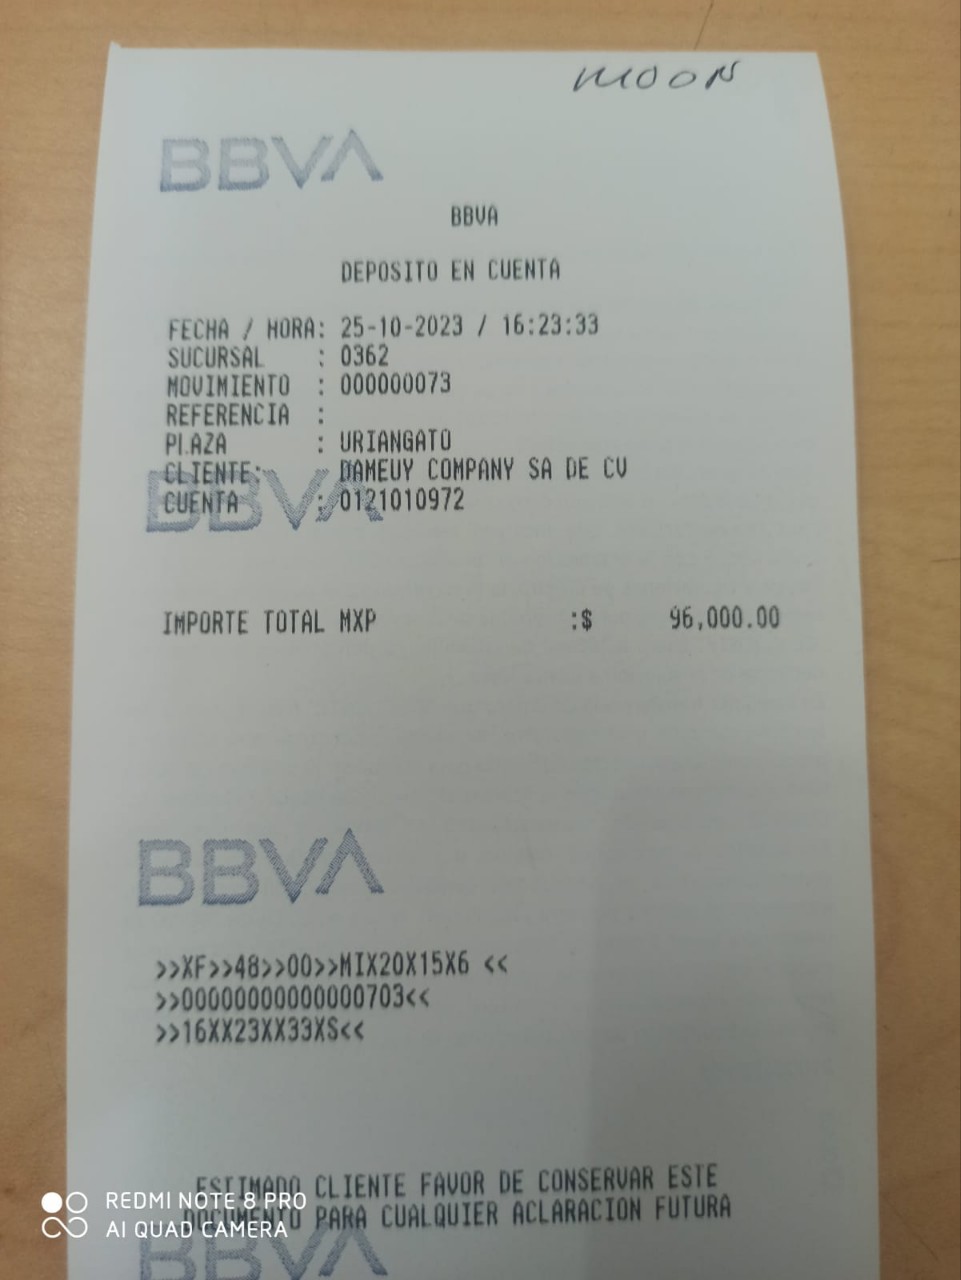 MOON
BBVA
BBVA
DEPOSITO EN CUENTA
FECHA / HORA: 25-10-2023 / 16:23:33
SUCURSAL : 0362
MOVIMIENTO : 000000073
REFERENCIA :
PLAZA : URIANGATO
CLIENTE: DAMEUY COMPANY SA DE CV
BBVA
CUENTA : 0121010972
IMPORTE TOTAL MXP :$ 96,000.00
BBVA
>>XF>>48>>00>>MIX20X15X6 <<
>>00000000000000703<<
>>16XX23XX33XS<<
ESTIMADO CLIENTE FAVOR DE CONSERVAR ESTE
DOCUMENTO PARA CUALQUIER ACLARACION FUTURA
REDMI NOTE 8 PRO
AI QUAD CAMERA
BBVA